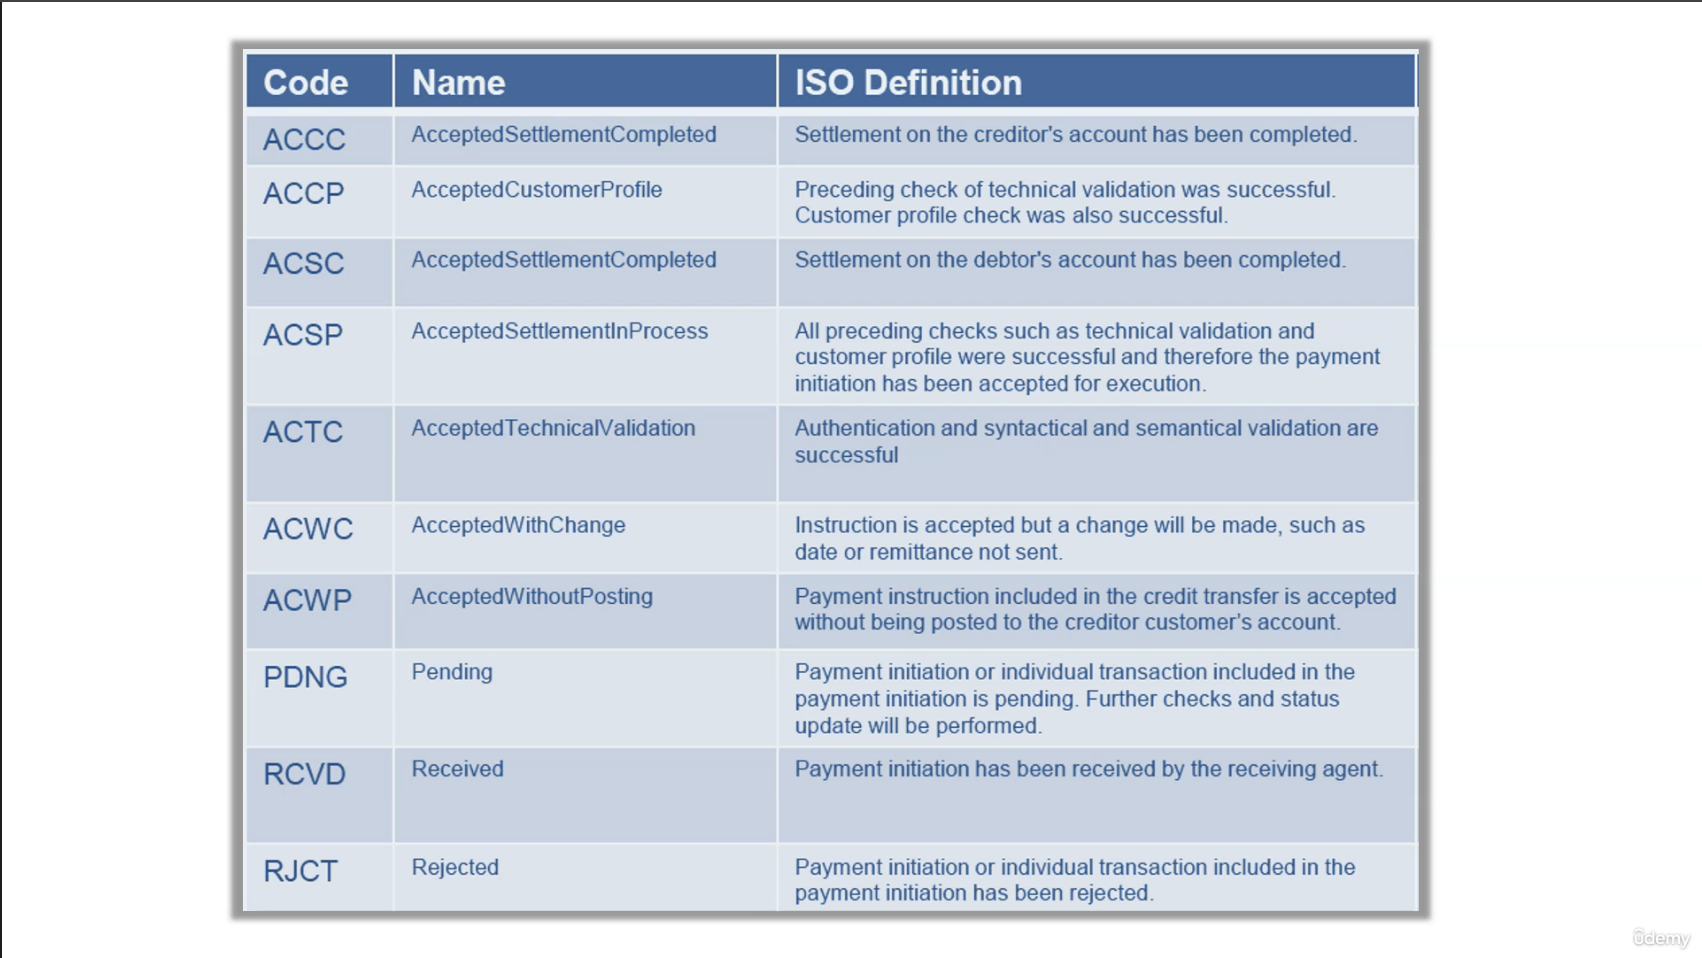 Code Name ISO Definition
ACCC AcceptedSettlementCompleted Settlement on the creditor's account has been completed.
ACCP AcceptedCustomerProfile Preceding check of technical validation was successful.
Customer profile check was also successful.
ACSC AcceptedSettlementCompleted Settlement on the debtor's account has been completed.
ACSP AcceptedSettlementInProcess All preceding checks such as technical validation and
customer profile were successful and therefore the payment
initiation has been accepted for execution.
ACTC AcceptedTechnicalValidation Authentication and syntactical and semantical validation are
successful
ACWC AcceptedWithChange Instruction is accepted but a change will be made, such as
date or remittance not sent.
ACWP AcceptedWithoutPosting Payment instruction included in the credit transfer is accepted
without being posted to the creditor customer's account.
PDNG Pending Payment initiation or individual transaction included in the
payment initiation is pending. Further checks and status
update will be performed.
RCVD Received Payment initiation has been received by the receiving agent.
RJCT Rejected Payment initiation or individual transaction included in the
payment initiation has been rejected.
ûdemy